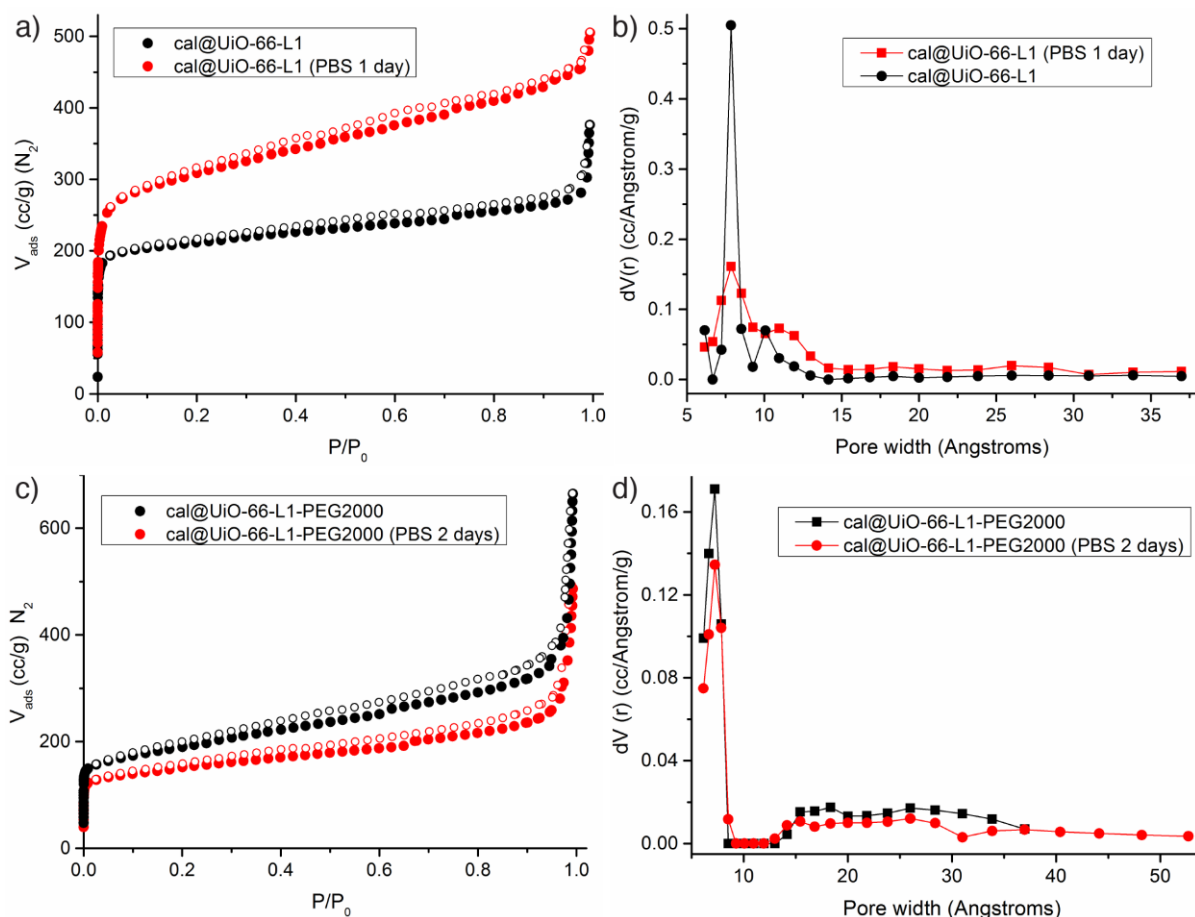 a)
500
400
300
200
100
0
V_ads (cc/g) (N_2)
cal@UiO-66-L1
cal@UiO-66-L1 (PBS 1 day)
0.0 0.2 0.4 0.6 0.8 1.0
P/P_0
b)
0.5
0.4
0.3
0.2
0.1
0.0
dV(r) (cc/Angstrom/g)
cal@UiO-66-L1 (PBS 1 day)
cal@UiO-66-L1
5 10 15 20 25 30 35
Pore width (Angstroms)
c)
600
400
200
0
V_ads (cc/g) N_2
cal@UiO-66-L1-PEG2000
cal@UiO-66-L1-PEG2000 (PBS 2 days)
0.0 0.2 0.4 0.6 0.8 1.0
P/P_0
d)
0.16
0.12
0.08
0.04
0.00
dV (r) (cc/Angstrom/g)
cal@UiO-66-L1-PEG2000
cal@UiO-66-L1-PEG2000 (PBS 2 days)
10 20 30 40 50
Pore width (Angstroms)